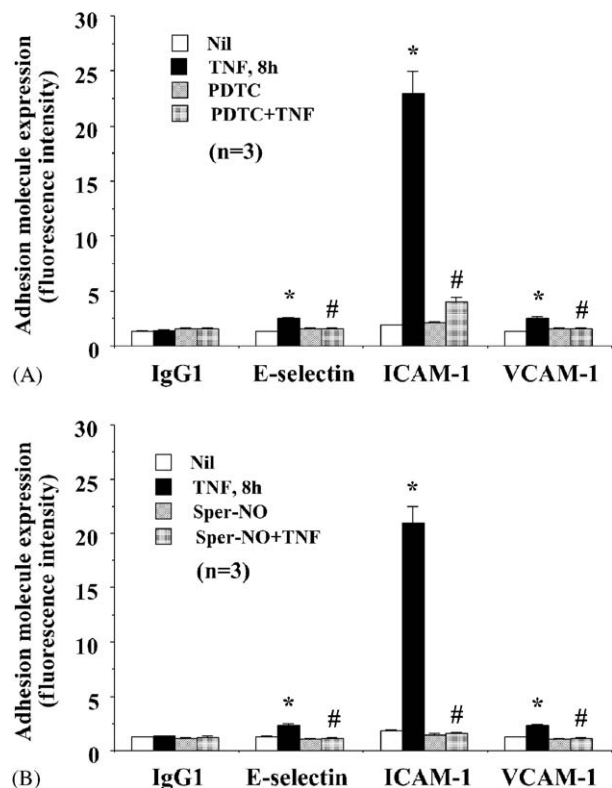 Adhesion molecule expression
(fluorescence intensity)
30
25
20
15
10
5
0
Nil
TNF, 8h
PDTC
PDTC+TNF
(n=3)
*
#
*
#
*
#
IgG1 E-selectin ICAM-1 VCAM-1
(A)
Adhesion molecule expression
(fluorescence intensity)
30
25
20
15
10
5
0
Nil
TNF, 8h
Sper-NO
Sper-NO+TNF
(n=3)
*
#
*
#
*
#
IgG1 E-selectin ICAM-1 VCAM-1
(B)